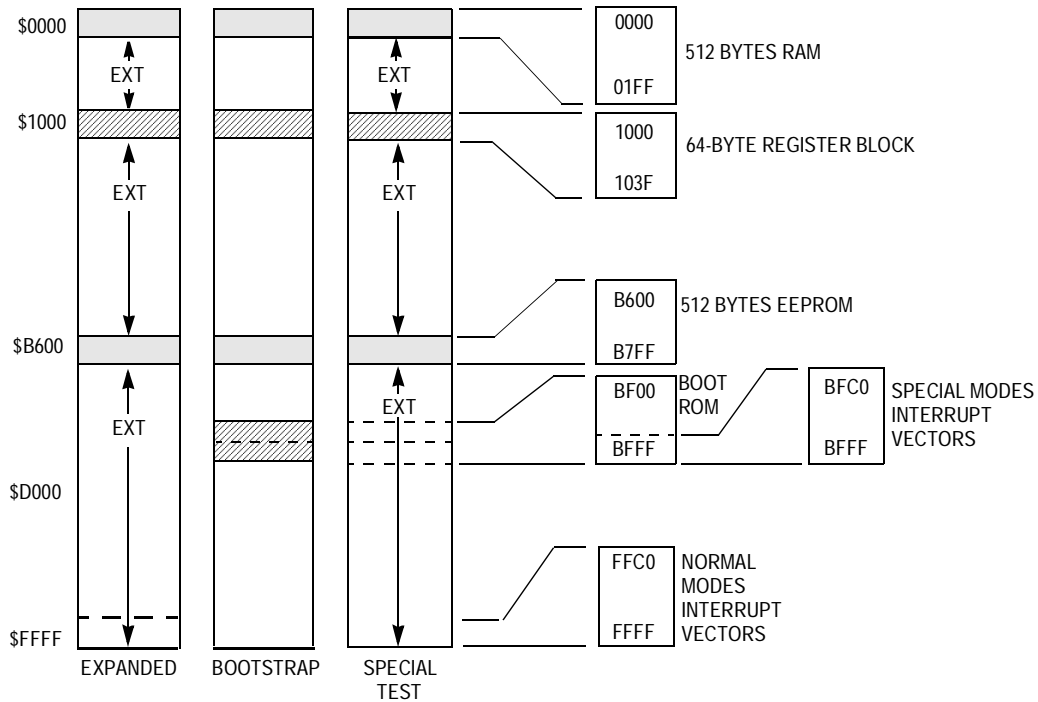 $0000
$1000
$B600
$D000
$FFFF
EXT
EXT
EXT
EXPANDED
BOOTSTRAP
EXT
EXT
EXT
SPECIAL
TEST
0000
01FF
512 BYTES RAM
1000
103F
64-BYTE REGISTER BLOCK
B600
B7FF
512 BYTES EEPROM
BF00
BFFF
BOOT
ROM
BFC0
BFFF
SPECIAL MODES
INTERRUPT
VECTORS
FFC0
FFFF
NORMAL
MODES
INTERRUPT
VECTORS